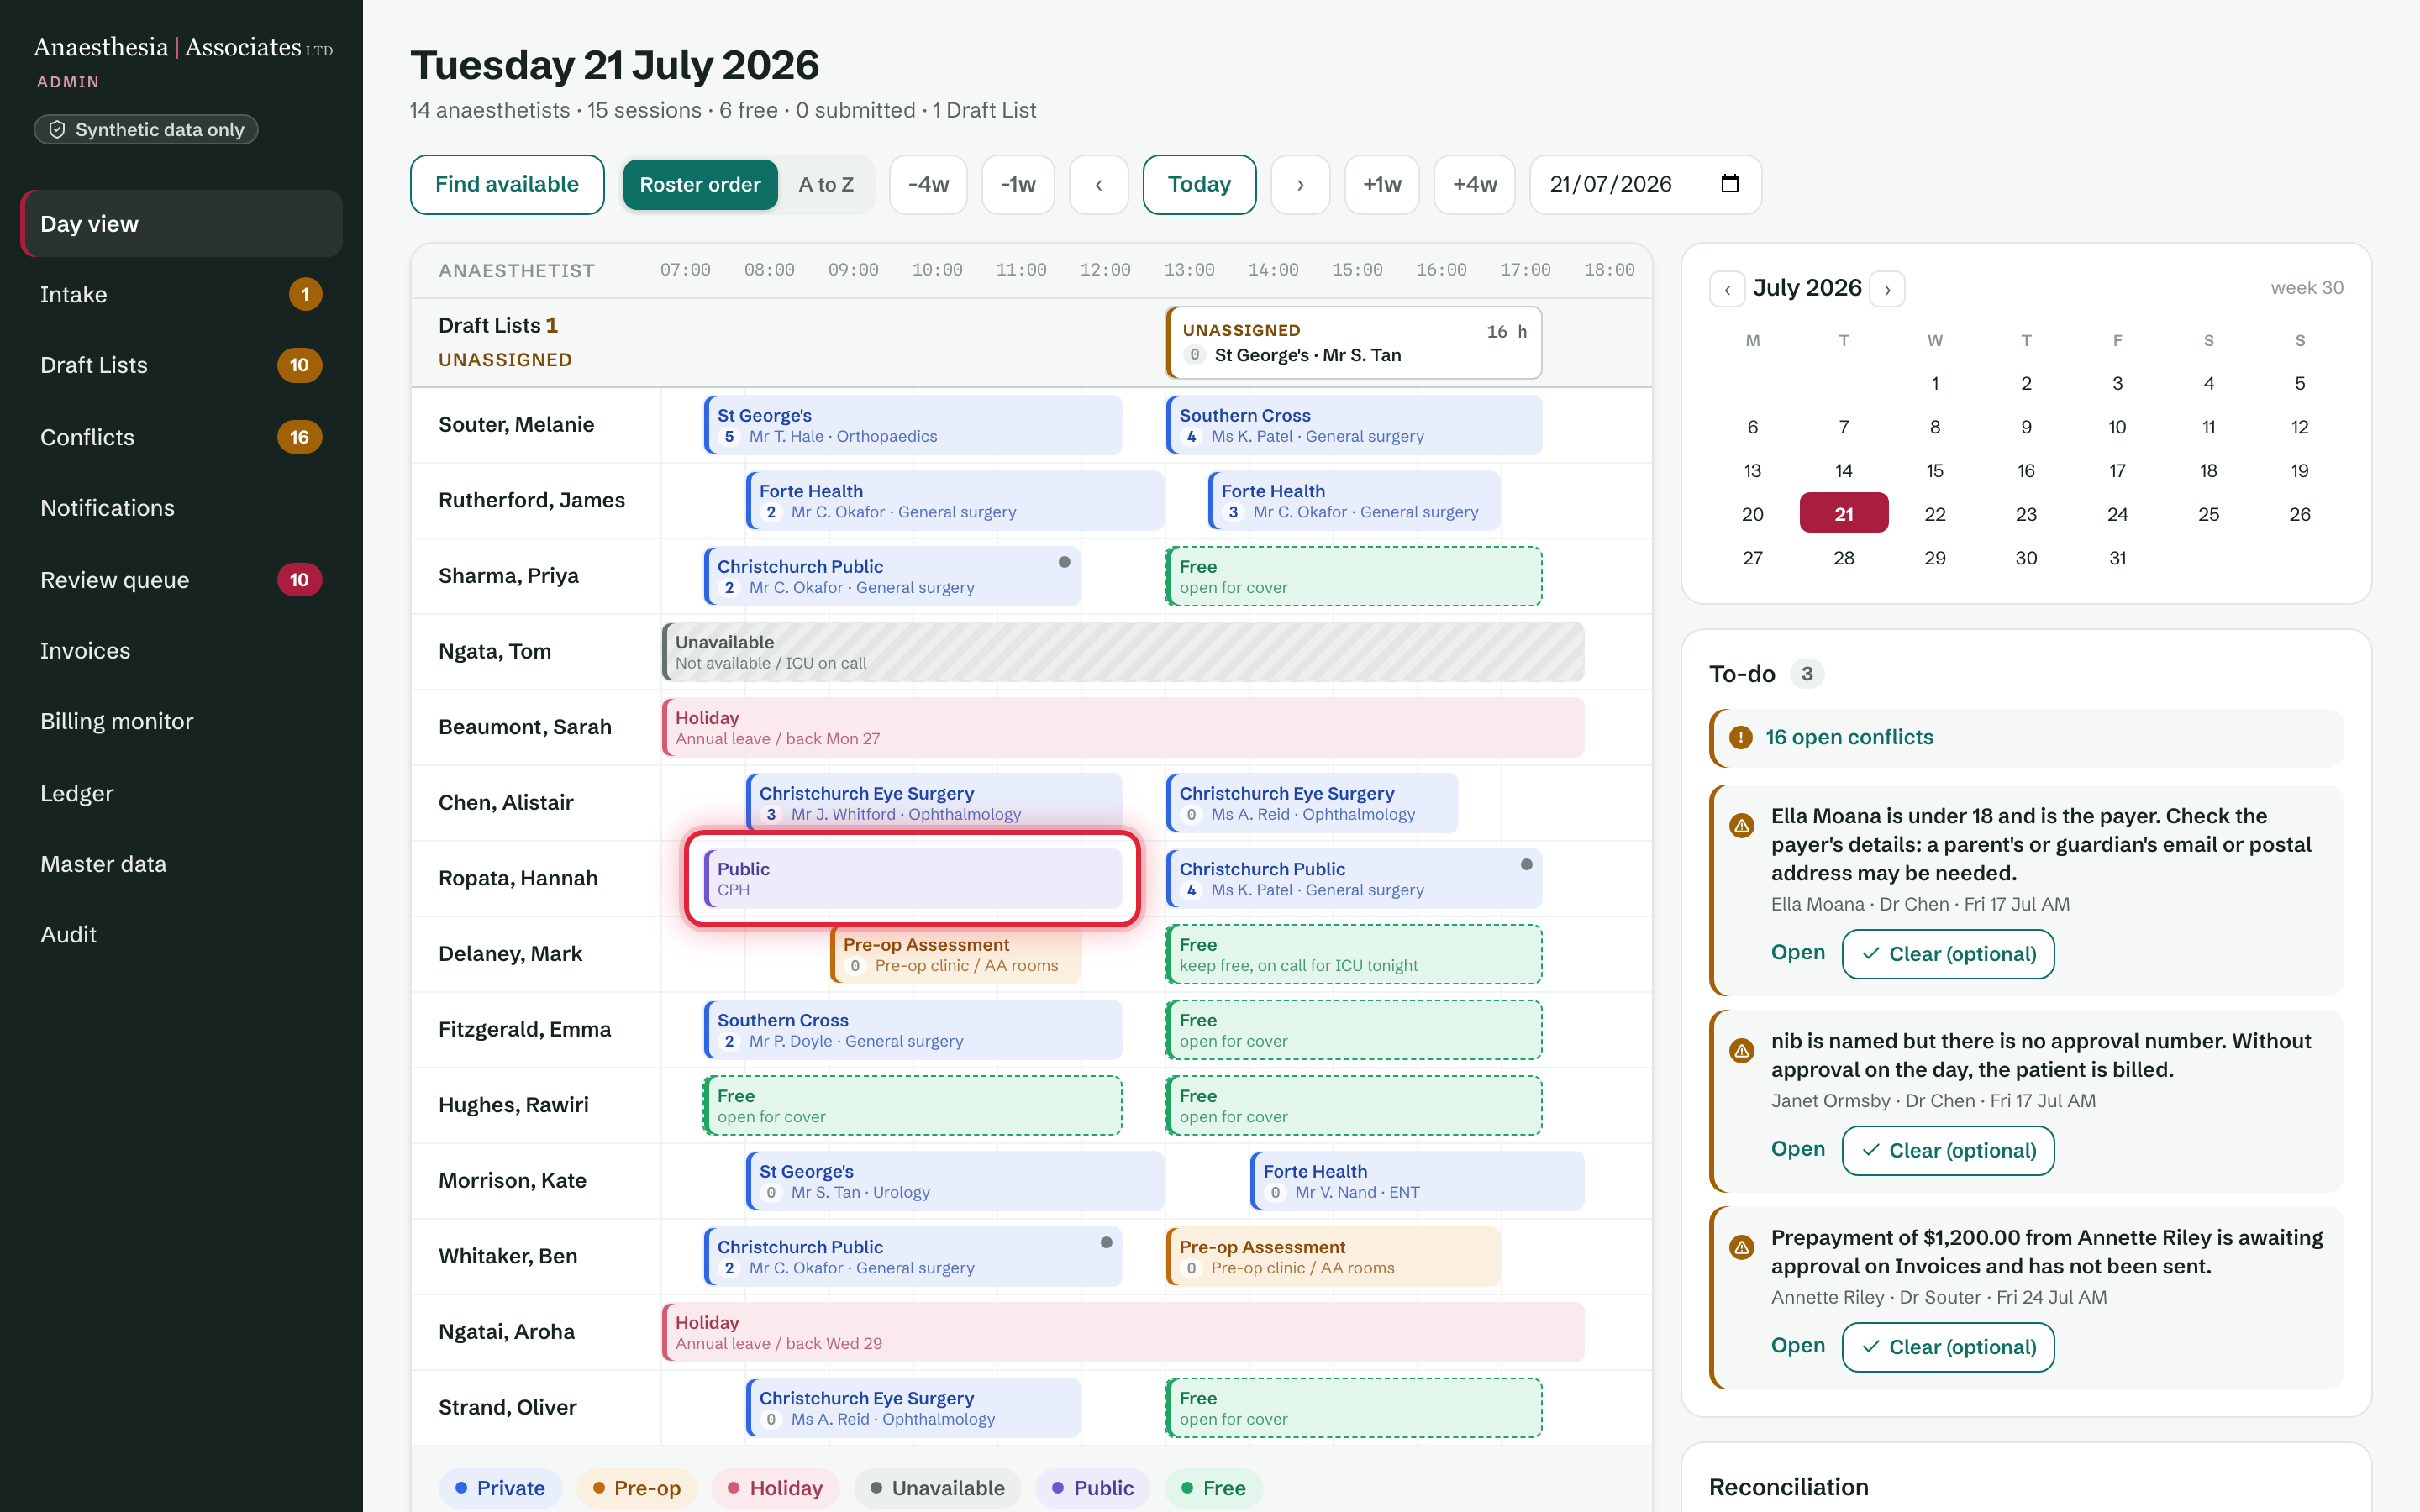 Anaesthesia | Associates LTD
ADMIN
Synthetic data only
Day view
Intake 1
Draft Lists 10
Conflicts 16
Notifications
Review queue 10
Invoices
Billing monitor
Ledger
Master data
Audit
Tuesday 21 July 2026
14 anaesthetists · 15 sessions · 6 free · 0 submitted · 1 Draft List
Find available Roster order A to Z -4w -1w ‹ Today › +1w +4w 21/07/2026
ANAESTHETIST 07:00 08:00 09:00 10:00 11:00 12:00 13:00 14:00 15:00 16:00 17:00 18:00
Draft Lists 1
UNASSIGNED
UNASSIGNED 16 h
0 St George's · Mr S. Tan
Souter, Melanie
St George's
5 Mr T. Hale · Orthopaedics
Southern Cross
4 Ms K. Patel · General surgery
Rutherford, James
Forte Health
2 Mr C. Okafor · General surgery
Forte Health
3 Mr C. Okafor · General surgery
Sharma, Priya
Christchurch Public
2 Mr C. Okafor · General surgery
Free
open for cover
Ngata, Tom
Unavailable
Not available / ICU on call
Beaumont, Sarah
Holiday
Annual leave / back Mon 27
Chen, Alistair
Christchurch Eye Surgery
3 Mr J. Whitford · Ophthalmology
Christchurch Eye Surgery
0 Ms A. Reid · Ophthalmology
Ropata, Hannah
Public
CPH
Christchurch Public
4 Ms K. Patel · General surgery
Delaney, Mark
Pre-op Assessment
0 Pre-op clinic / AA rooms
Free
keep free, on call for ICU tonight
Fitzgerald, Emma
Southern Cross
2 Mr P. Doyle · General surgery
Free
open for cover
Hughes, Rawiri
Free
open for cover
Free
open for cover
Morrison, Kate
St George's
0 Mr S. Tan · Urology
Forte Health
0 Mr V. Nand · ENT
Whitaker, Ben
Christchurch Public
2 Mr C. Okafor · General surgery
Pre-op Assessment
0 Pre-op clinic / AA rooms
Ngatai, Aroha
Holiday
Annual leave / back Wed 29
Strand, Oliver
Christchurch Eye Surgery
0 Ms A. Reid · Ophthalmology
Free
open for cover
Private Pre-op Holiday Unavailable Public Free
‹ July 2026 › week 30
M T W T F S S
1 2 3 4 5
6 7 8 9 10 11 12
13 14 15 16 17 18 19
20 21 22 23 24 25 26
27 28 29 30 31
To-do 3
16 open conflicts
Ella Moana is under 18 and is the payer. Check the
payer's details: a parent's or guardian's email or postal
address may be needed.
Ella Moana · Dr Chen · Fri 17 Jul AM
Open Clear (optional)
nib is named but there is no approval number. Without
approval on the day, the patient is billed.
Janet Ormsby · Dr Chen · Fri 17 Jul AM
Open Clear (optional)
Prepayment of $1,200.00 from Annette Riley is awaiting
approval on Invoices and has not been sent.
Annette Riley · Dr Souter · Fri 24 Jul AM
Open Clear (optional)
Reconciliation